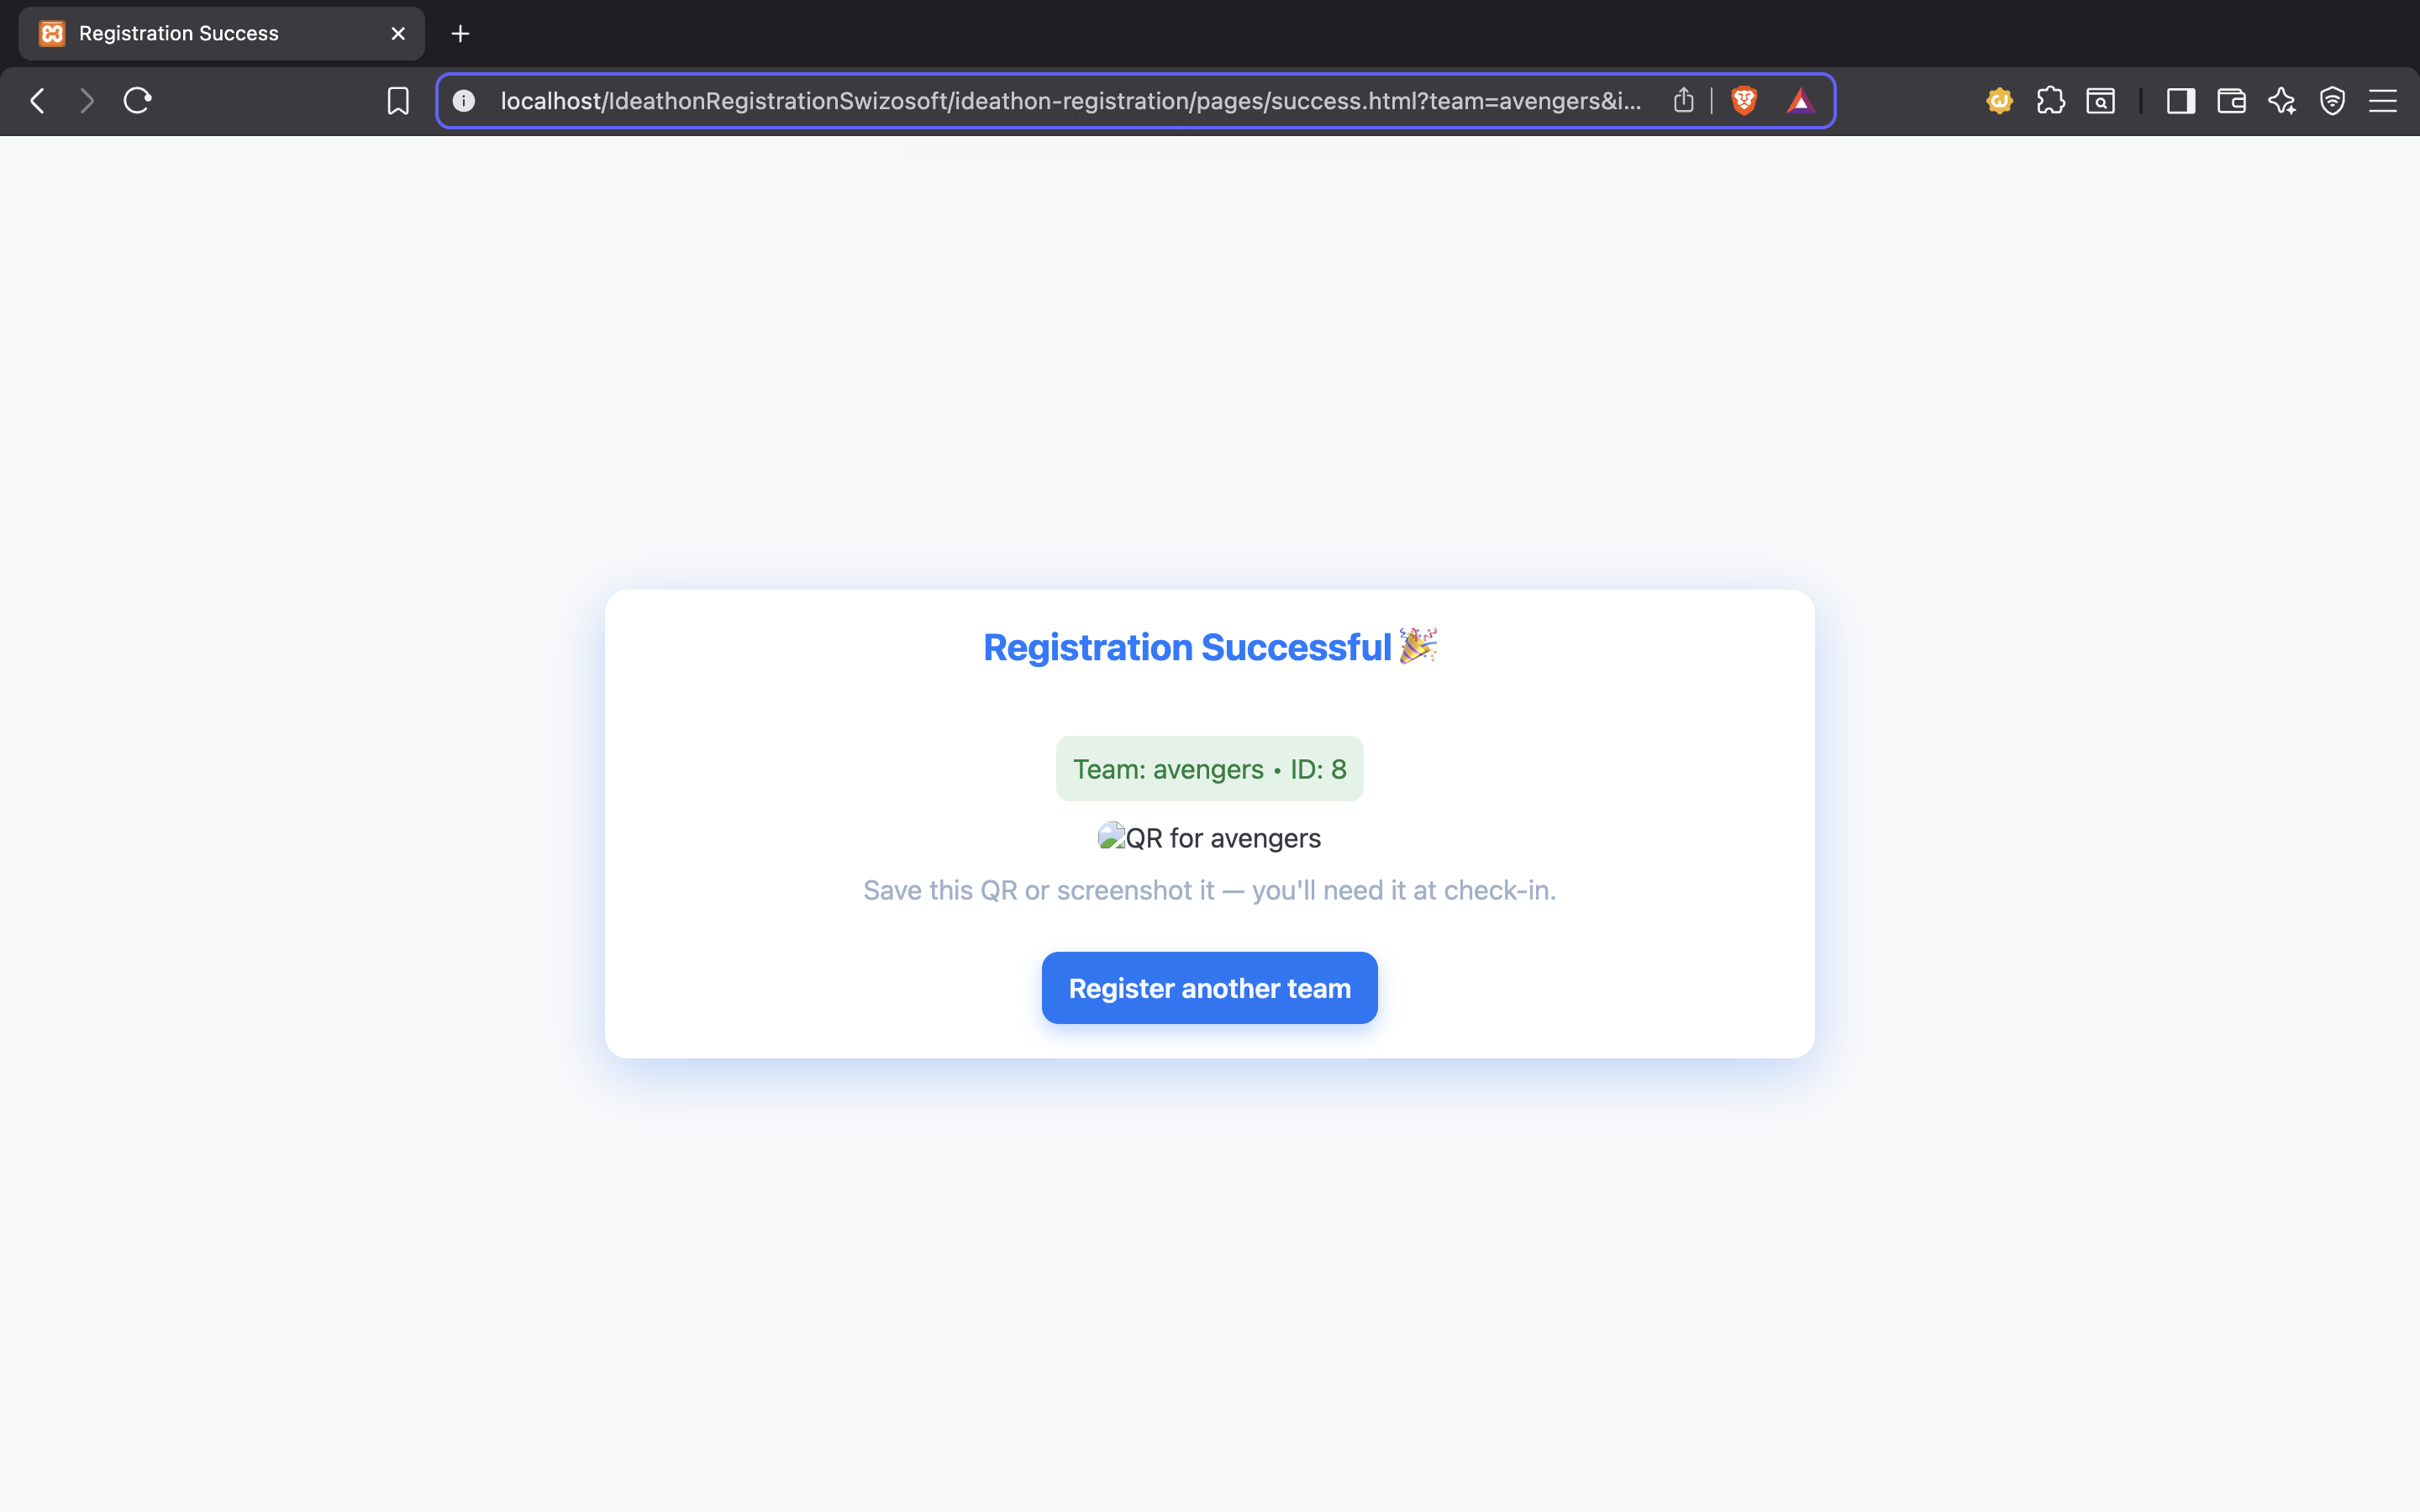 Registration Success
localhost/IdeathonRegistrationSwizosoft/ideathon-registration/pages/success.html?team=avengers&i...
Registration Successful 🎉
Team: avengers • ID: 8
QR for avengers
Save this QR or screenshot it — you'll need it at check-in.
Register another team